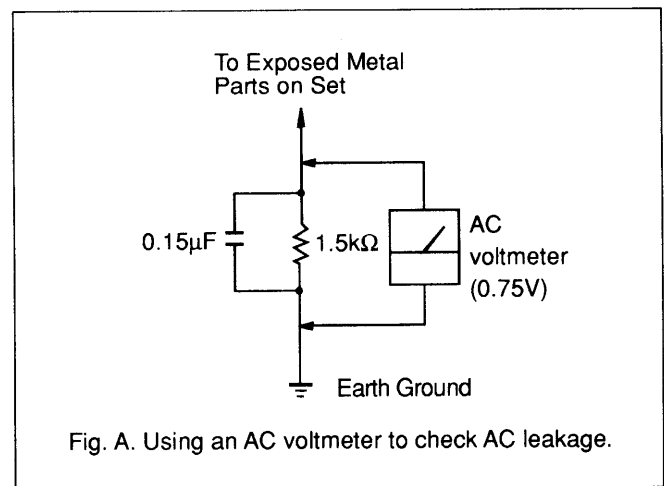 To Exposed Metal
Parts on Set
0.15µF
1.5kΩ
AC
voltmeter
(0.75V)
Earth Ground
Fig. A. Using an AC voltmeter to check AC leakage.